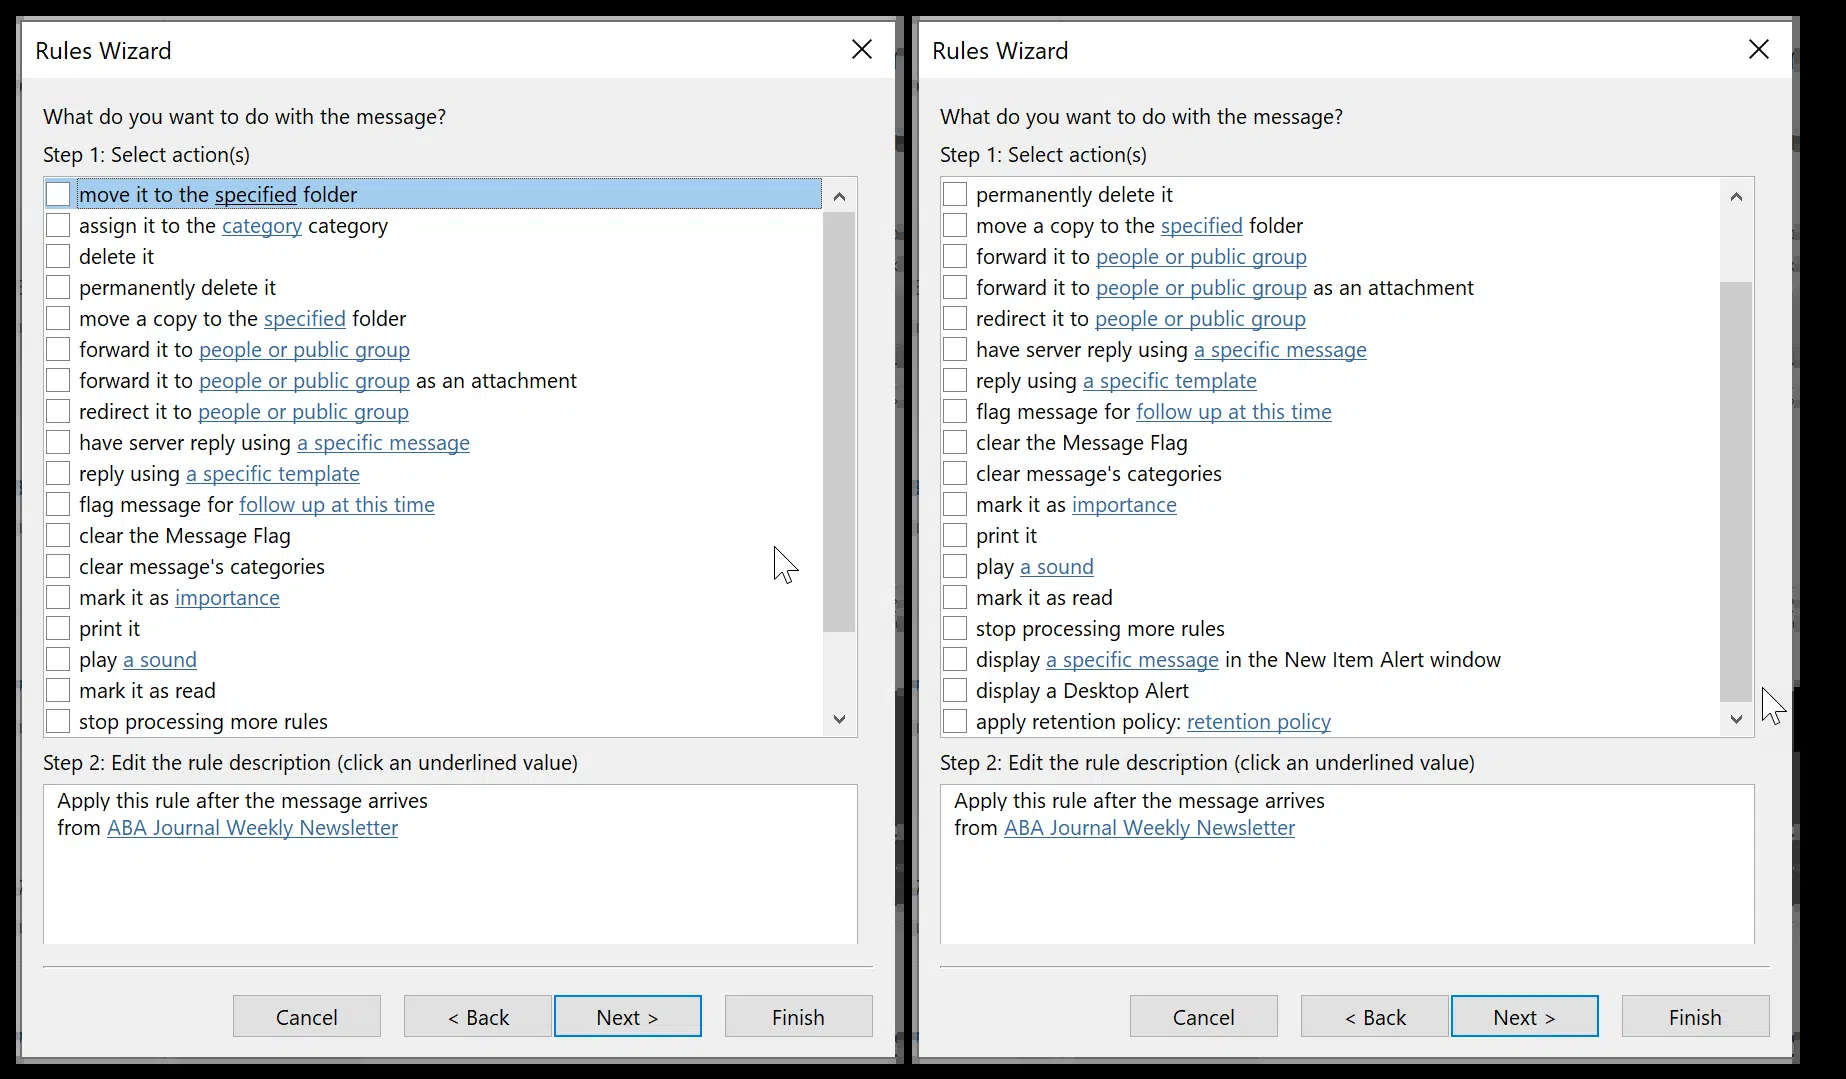 Rules Wizard
What do you want to do with the message?
Step 1: Select action(s)
move it to the specified folder
assign it to the category category
delete it
permanently delete it
move a copy to the specified folder
forward it to people or public group
forward it to people or public group as an attachment
redirect it to people or public group
have server reply using a specific message
reply using a specific template
flag message for follow up at this time
clear the Message Flag
clear message's categories
mark it as importance
print it
play a sound
mark it as read
stop processing more rules
Step 2: Edit the rule description (click an underlined value)
Apply this rule after the message arrives
from ABA Journal Weekly Newsletter
Cancel
< Back
Next >
Finish
Rules Wizard
What do you want to do with the message?
Step 1: Select action(s)
permanently delete it
move a copy to the specified folder
forward it to people or public group
forward it to people or public group as an attachment
redirect it to people or public group
have server reply using a specific message
reply using a specific template
flag message for follow up at this time
clear the Message Flag
clear message's categories
mark it as importance
print it
play a sound
mark it as read
stop processing more rules
display a specific message in the New Item Alert window
display a Desktop Alert
apply retention policy: retention policy
Step 2: Edit the rule description (click an underlined value)
Apply this rule after the message arrives
from ABA Journal Weekly Newsletter
Cancel
< Back
Next >
Finish